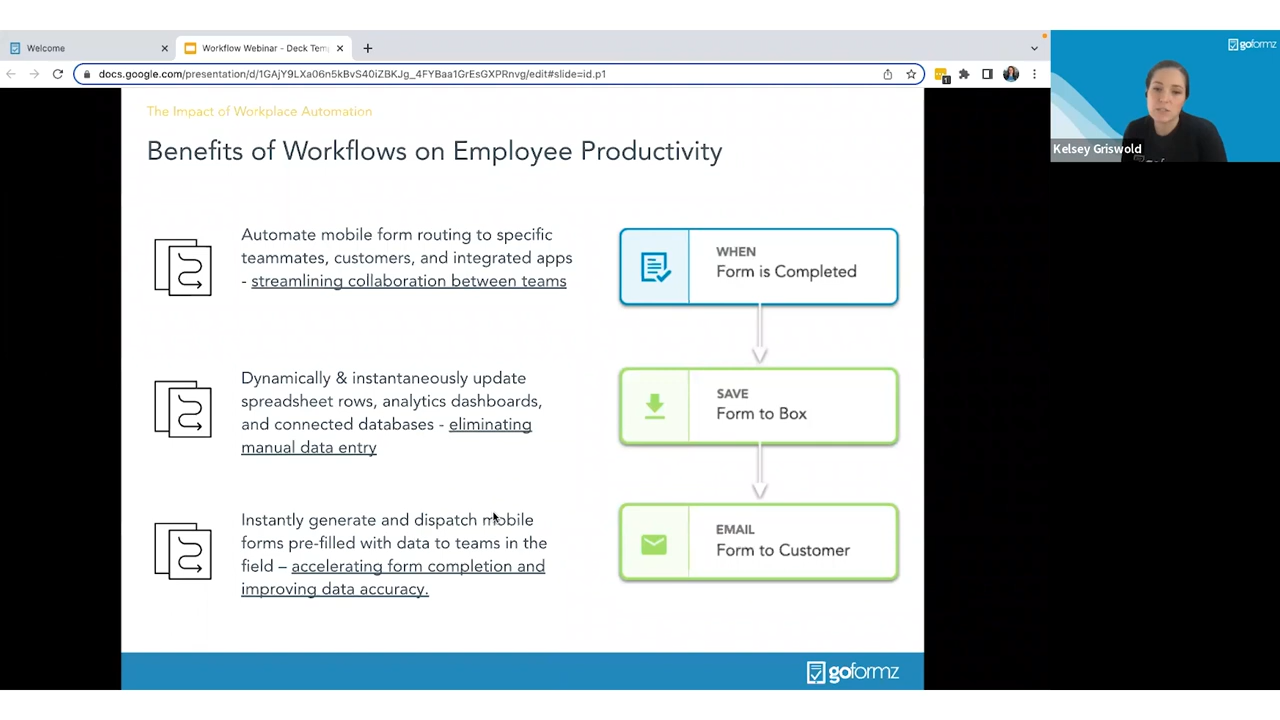 Welcome
Workflow Webinar - Deck Tem
docs.google.com/presentation/d/1GAjY9LXa06n5kBvS40iZBKJg_4FYBaa1GrEsGXPRnvg/edit#slide=id.p1
goformz
Kelsey Griswold
The Impact of Workplace Automation
Benefits of Workflows on Employee Productivity
Automate mobile form routing to specific
teammates, customers, and integrated apps
- streamlining collaboration between teams
Dynamically & instantaneously update
spreadsheet rows, analytics dashboards,
and connected databases - eliminating
manual data entry
Instantly generate and dispatch mobile
forms pre-filled with data to teams in the
field – accelerating form completion and
improving data accuracy.
WHEN
Form is Completed
SAVE
Form to Box
EMAIL
Form to Customer
goformz